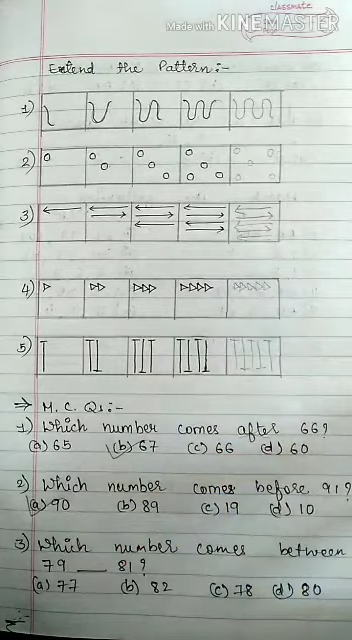 classmate
Made with KINEMASTER
Extend the Pattern:-
1)
2)
3)
4)
5)
⇒ M.C.Qs:-
1) Which number comes after 66?
(a) 65 (b) 67 (c) 66 (d) 60
2) Which number comes before 91?
(a) 90 (b) 89 (c) 19 (d) 10
3) Which number comes between
79 __ 81?
(a) 77 (b) 82 (c) 78 (d) 80